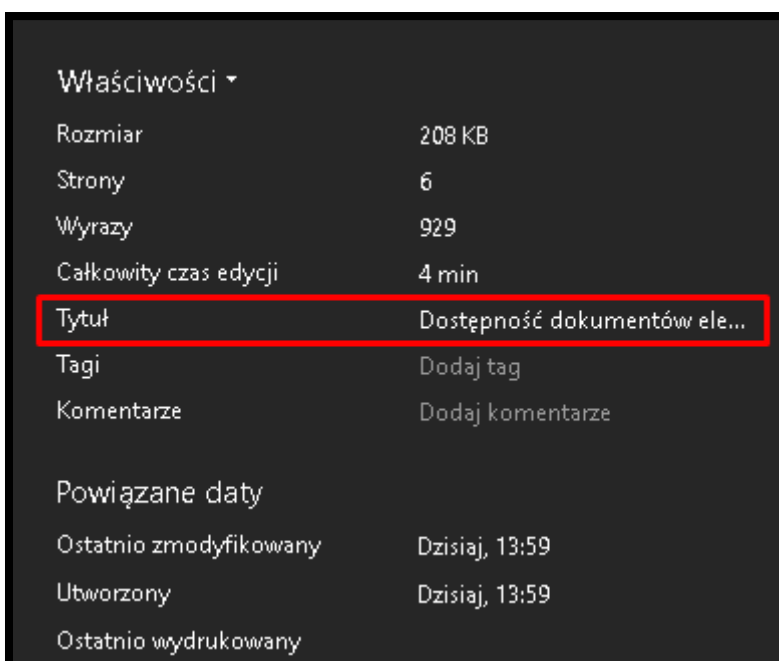 Właściwości
Rozmiar 208 KB
Strony 6
Wyrazy 929
Całkowity czas edycji 4 min
Tytuł Dostępność dokumentów ele...
Tagi Dodaj tag
Komentarze Dodaj komentarze
Powiązane daty
Ostatnio zmodyfikowany Dzisiaj, 13:59
Utworzony Dzisiaj, 13:59
Ostatnio wydrukowany